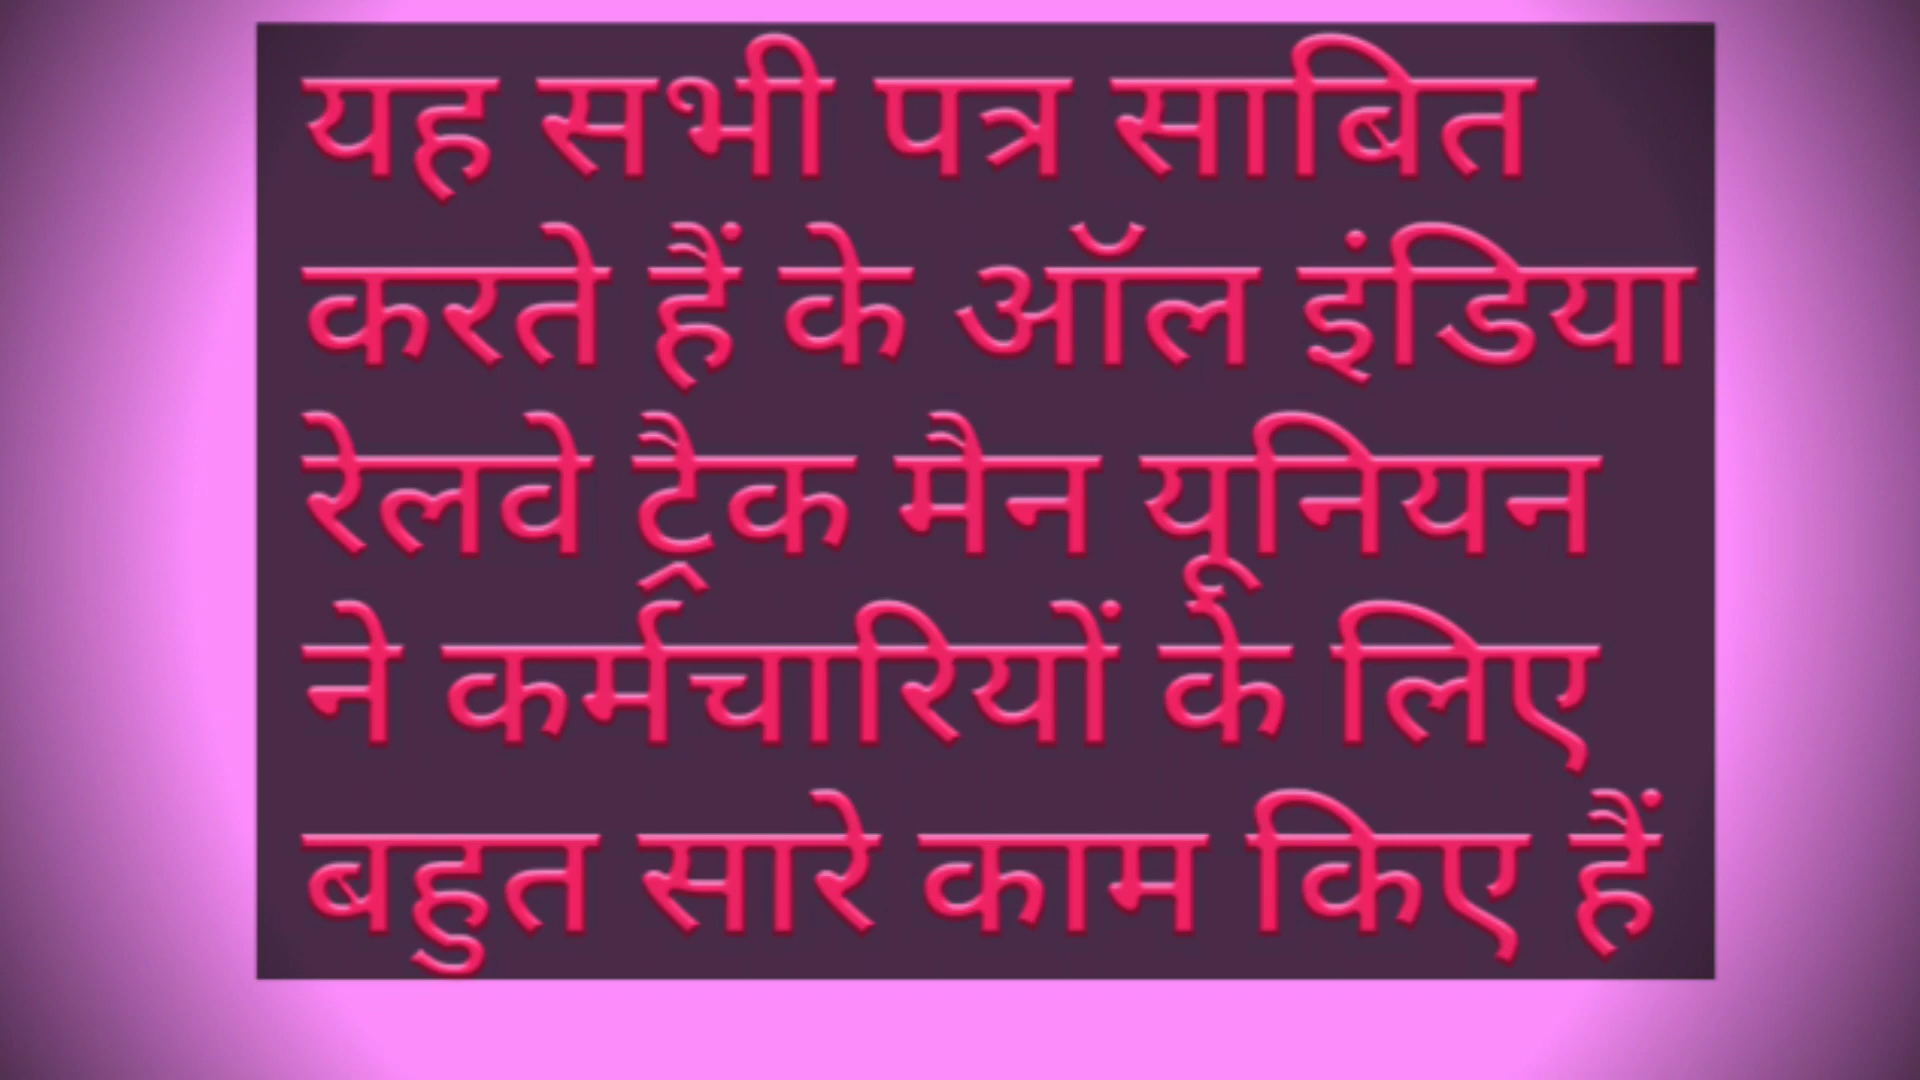 यह सभी पत्र साबित
करते हैं के ऑल इंडिया
रेलवे ट्रैक मैन यूनियन
ने कर्मचारियों के लिए
बहुत सारे काम किए हैं